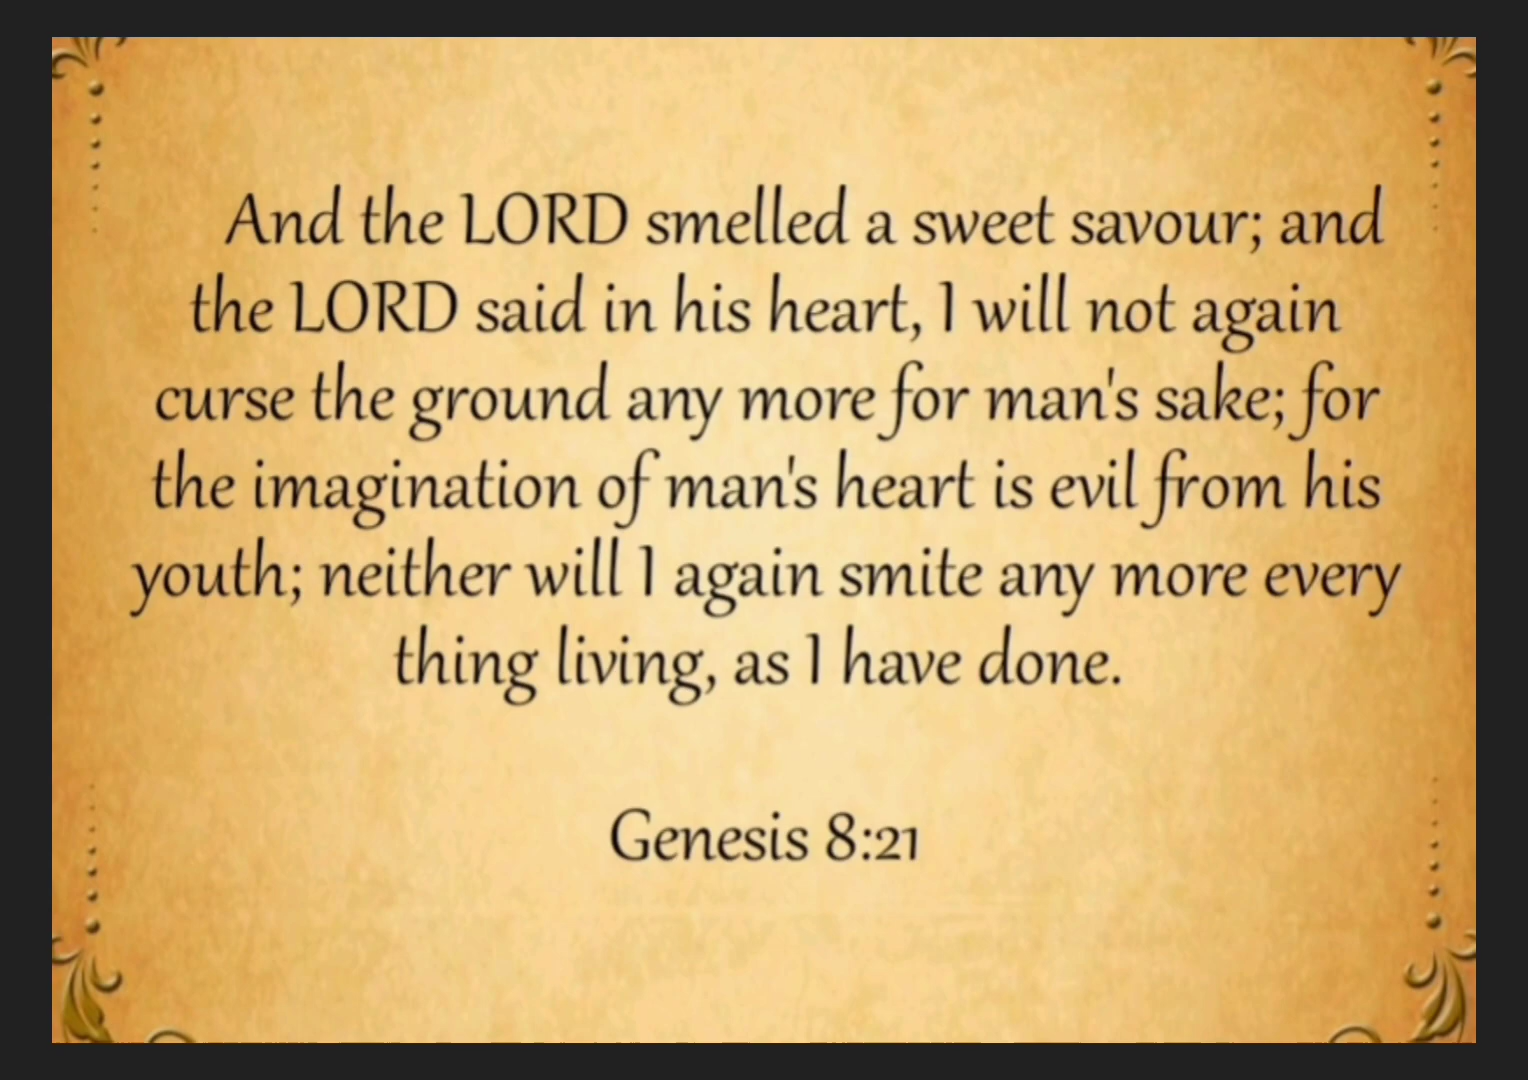 And the LORD smelled a sweet savour; and
the LORD said in his heart, I will not again
curse the ground any more for man's sake; for
the imagination of man's heart is evil from his
youth; neither will I again smite any more every
thing living, as I have done.
Genesis 8:21